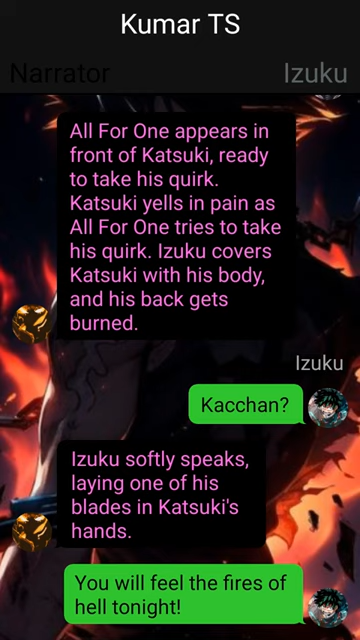 Kumar TS
Narrator
Izuku
All For One appears in
front of Katsuki, ready
to take his quirk.
Katsuki yells in pain as
All For One tries to take
his quirk. Izuku covers
Katsuki with his body,
and his back gets
burned.
Izuku
Kacchan?
Izuku softly speaks,
laying one of his
blades in Katsuki's
hands.
You will feel the fires of
hell tonight!